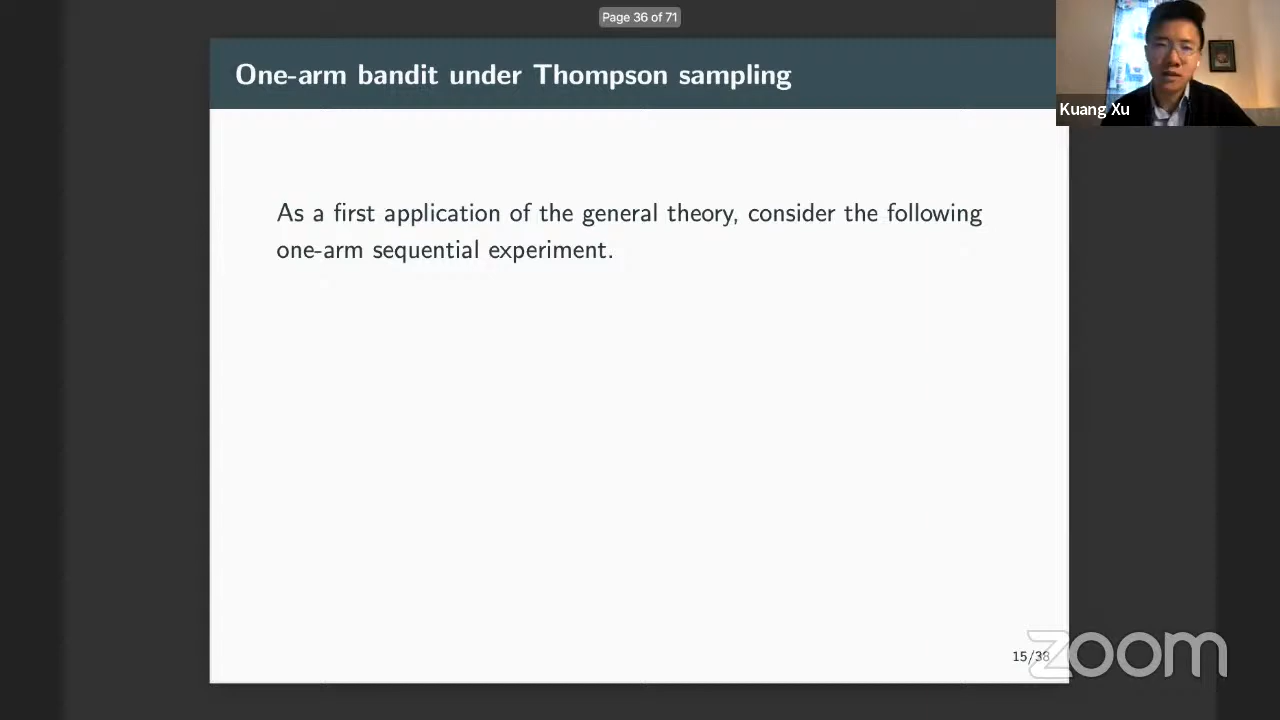 Page 36 of 71
One-arm bandit under Thompson sampling
Kuang Xu
As a first application of the general theory, consider the following
one-arm sequential experiment.
15/38
zoom